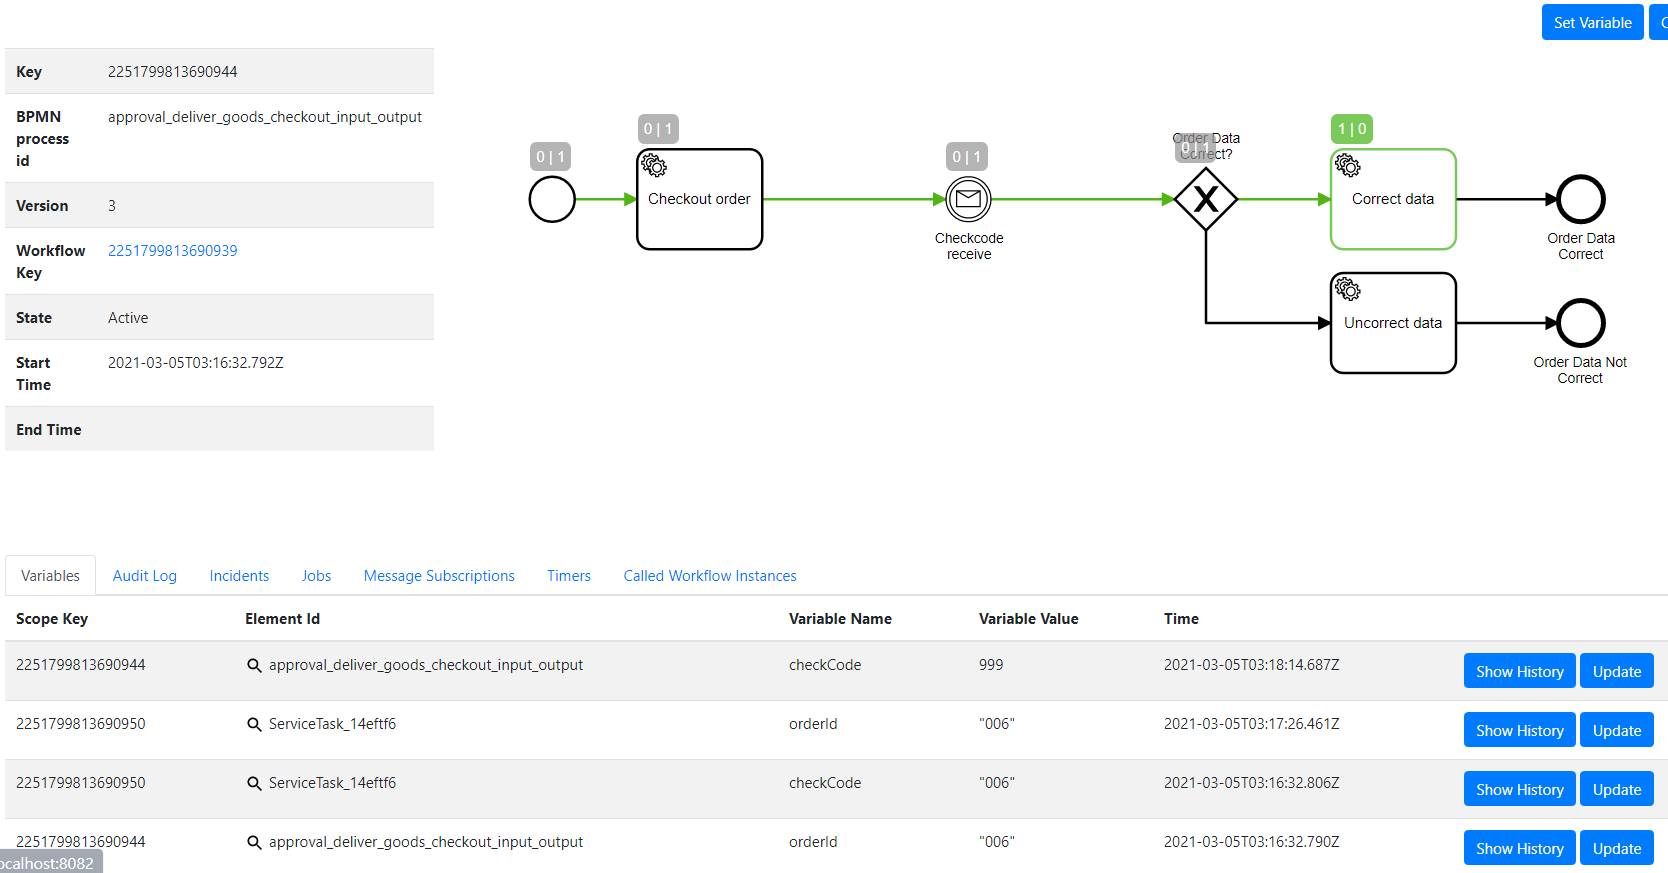 Set Variable
Key 2251799813690944
BPMN process id approval_deliver_goods_checkout_input_output
Version 3
Workflow Key 2251799813690939
State Active
Start Time 2021-03-05T03:16:32.792Z
End Time
0 | 1
0 | 1
Checkout order
0 | 1
Checkcode
receive
Order Data
Correct?
0 | 1
1 | 0
Correct data
Order Data
Correct
Uncorrect data
Order Data Not
Correct
Variables Audit Log Incidents Jobs Message Subscriptions Timers Called Workflow Instances
Scope Key Element Id Variable Name Variable Value Time
2251799813690944 approval_deliver_goods_checkout_input_output checkCode 999 2021-03-05T03:18:14.687Z Show History Update
2251799813690950 ServiceTask_14eftf6 orderId "006" 2021-03-05T03:17:26.461Z Show History Update
2251799813690950 ServiceTask_14eftf6 checkCode "006" 2021-03-05T03:16:32.806Z Show History Update
2251799813690944 approval_deliver_goods_checkout_input_output orderId "006" 2021-03-05T03:16:32.790Z Show History Update
ocalhost:8082